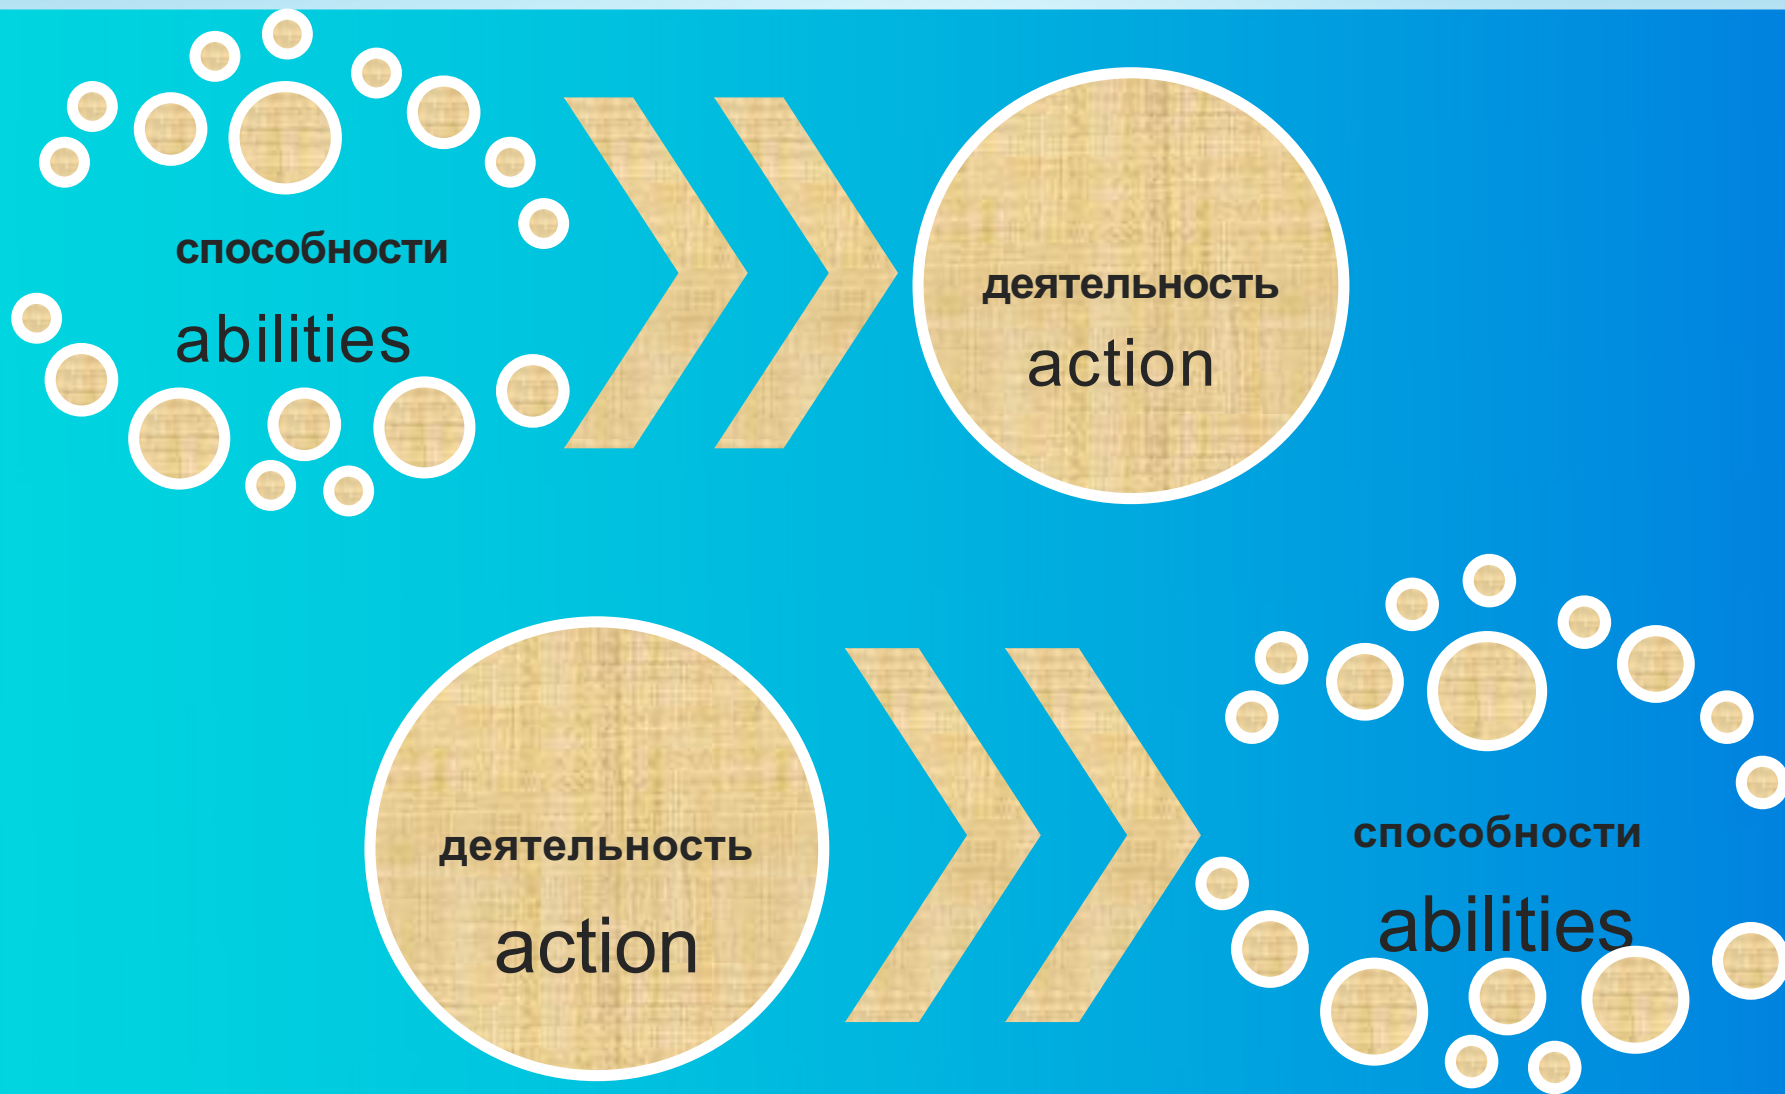 способности
abilities
деятельность
action
деятельность
action
способности
abilities